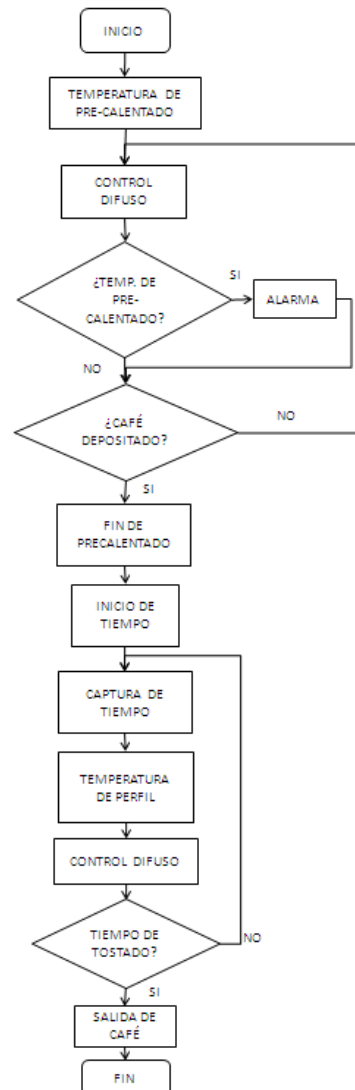 INICIO
TEMPERATURA DE
PRE-CALENTADO
CONTROL
DIFUSO
¿TEMP. DE
PRE-
CALENTADO?
SI
ALARMA
NO
¿CAFÉ
DEPOSITADO?
NO
SI
FIN DE
PRECALENTADO
INICIO DE
TIEMPO
CAPTURA DE
TIEMPO
TEMPERATURA
DE PERFIL
CONTROL DIFUSO
TIEMPO DE
TOSTADO?
NO
SI
SALIDA DE
CAFÉ
FIN